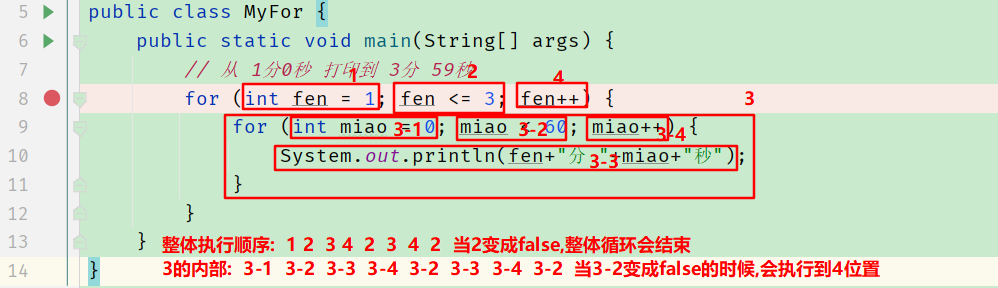 5 public class MyFor {
6 public static void main(String[] args) {
7 // 从 1分0秒 打印到 3分 59秒
1 2 4
8 for (int fen = 1; fen <= 3; fen++) { 3
9 for (int miao = 0; miao < 60; miao++) {
3-1 3-2 3-4
10 System.out.println(fen+"分 "+miao+"秒");
3-3
11 }
12 }
13 } 整体执行顺序: 1 2 3 4 2 3 4 2 当2变成false,整体循环会结束
14 } 3的内部: 3-1 3-2 3-3 3-4 3-2 3-3 3-4 3-2 当3-2变成false的时候,会执行到4位置